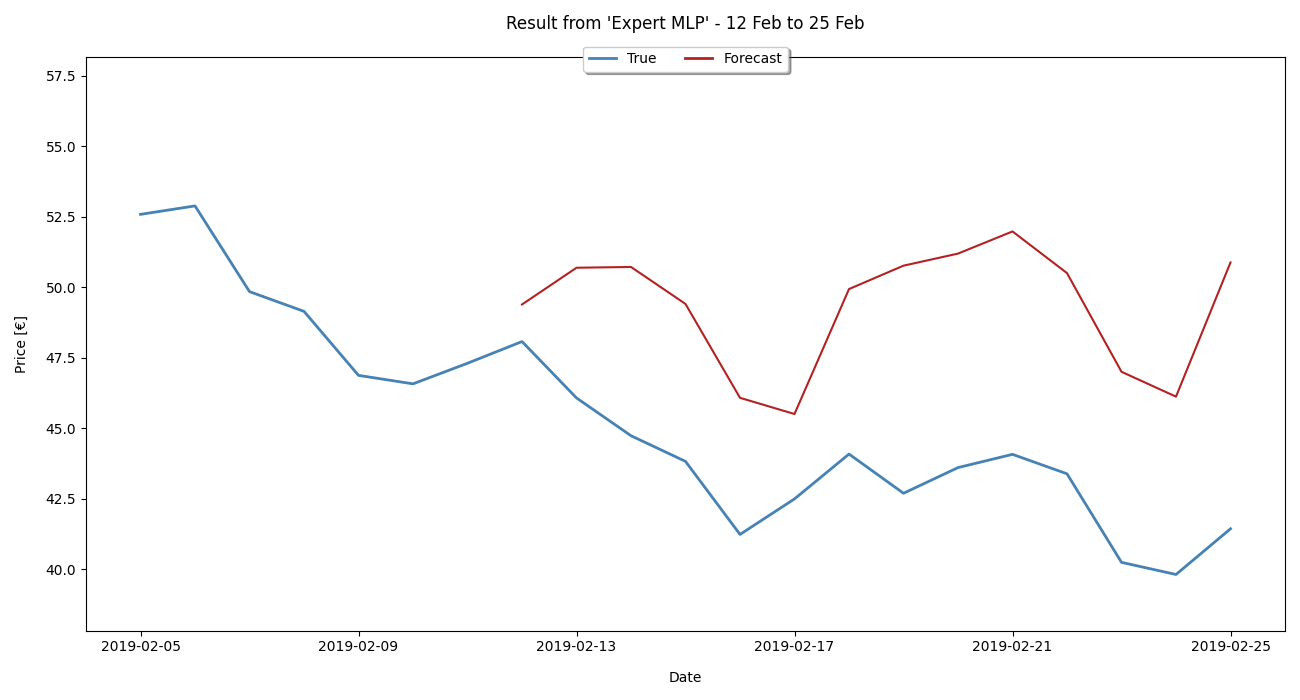 Result from 'Expert MLP' - 12 Feb to 25 Feb
True Forecast
57.5
55.0
52.5
50.0
47.5
45.0
42.5
40.0
Price [€]
2019-02-05 2019-02-09 2019-02-13 2019-02-17 2019-02-21 2019-02-25
Date